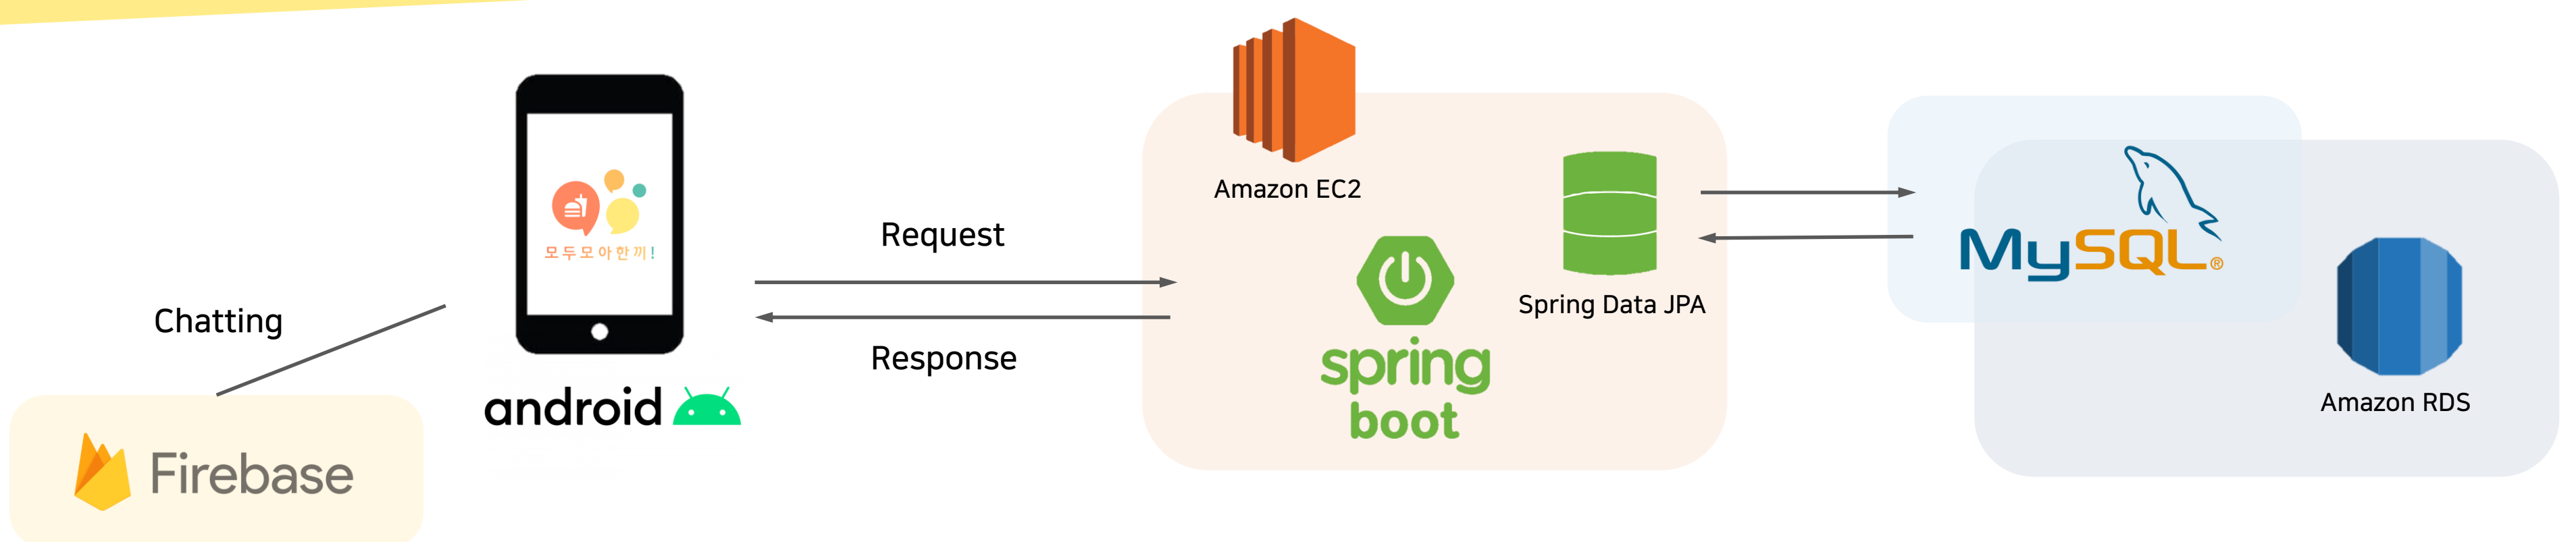 Chatting
Firebase
모두모아한끼!
android
Request
Response
Amazon EC2
spring
boot
Spring Data JPA
MySQL®
Amazon RDS